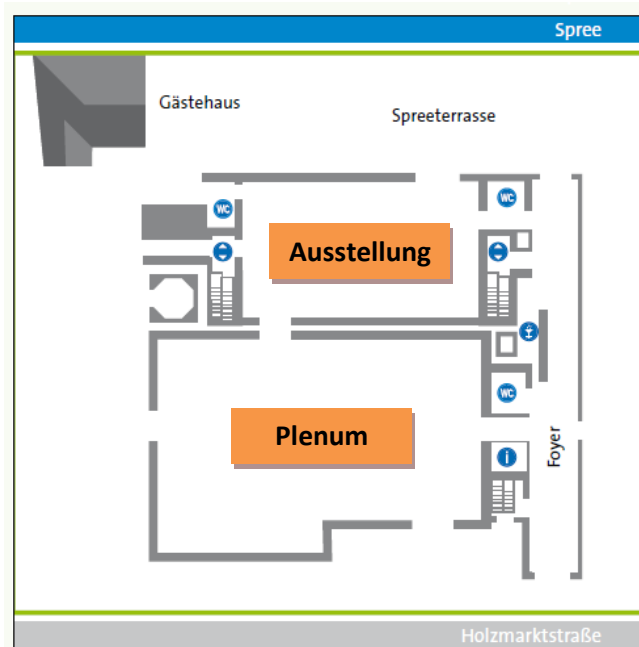 Spree
Gästehaus
Spreeterrasse
WC
WC
Ausstellung
WC
Plenum
i
Foyer
Holzmarktstraße